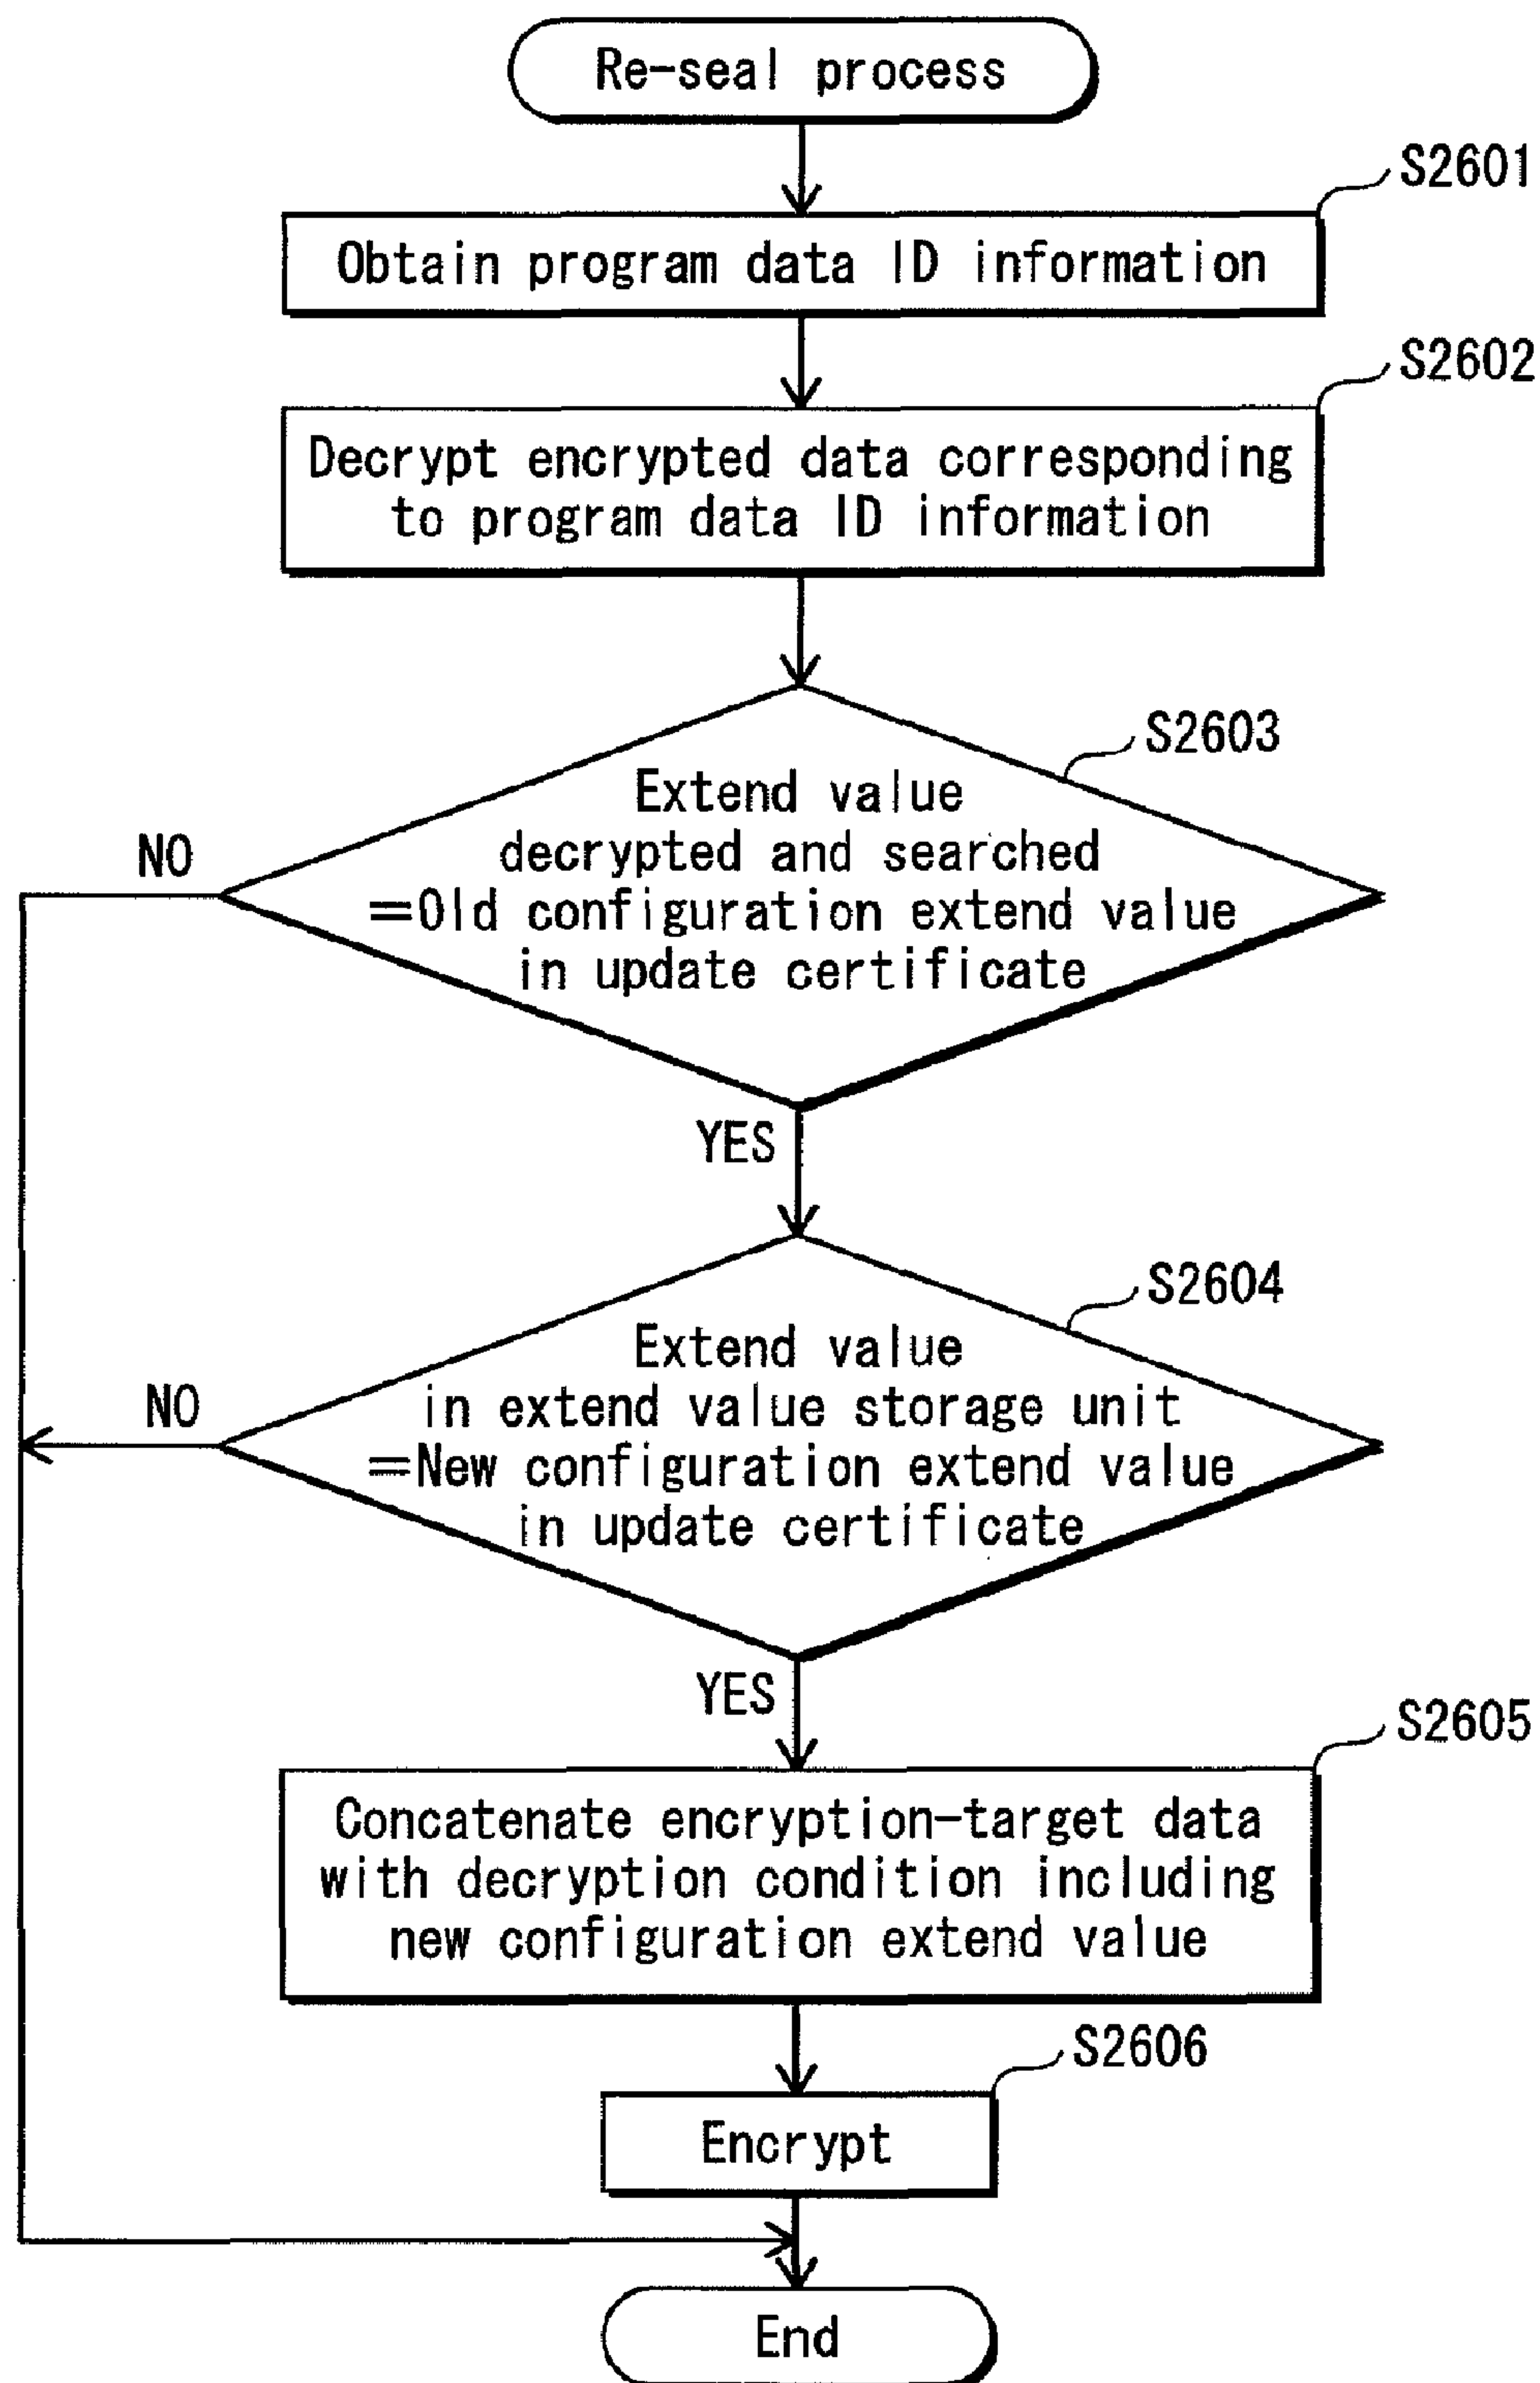 Re-seal process
S2601
Obtain program data ID information
S2602
Decrypt encrypted data corresponding
to program data ID information
S2603
Extend value
decrypted and searched
=Old configuration extend value
in update certificate
NO
YES
S2604
Extend value
in extend value storage unit
=New configuration extend value
in update certificate
NO
YES
S2605
Concatenate encryption-target data
with decryption condition including
new configuration extend value
S2606
Encrypt
End